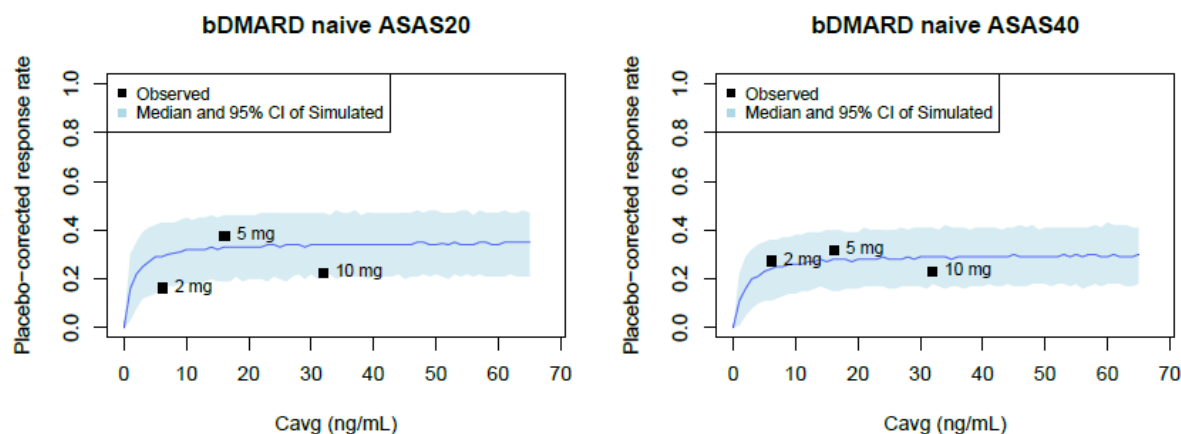 bDMARD naive ASAS20
Placebo−corrected response rate
1.0
0.8
0.6
0.4
0.2
0.0
Observed
Median and 95% CI of Simulated
5 mg
2 mg
10 mg
0 10 20 30 40 50 60 70
Cavg (ng/mL)
bDMARD naive ASAS40
Placebo−corrected response rate
1.0
0.8
0.6
0.4
0.2
0.0
Observed
Median and 95% CI of Simulated
2 mg
5 mg
10 mg
0 10 20 30 40 50 60 70
Cavg (ng/mL)